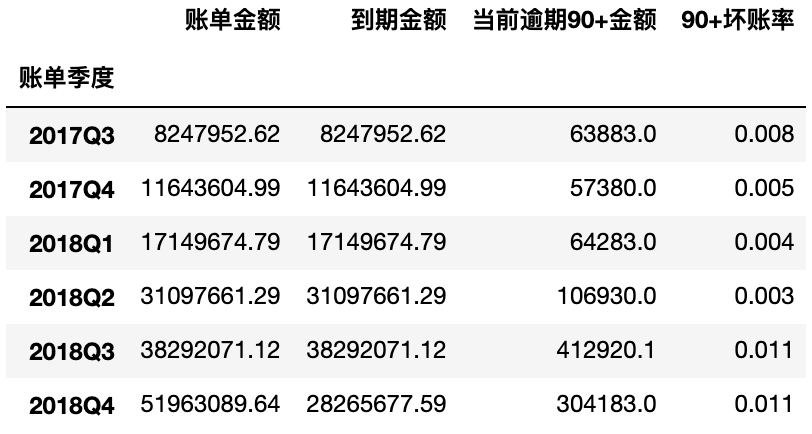 账单金额 到期金额 当前逾期90+金额 90+坏账率
账单季度
2017Q3 8247952.62 8247952.62 63883.0 0.008
2017Q4 11643604.99 11643604.99 57380.0 0.005
2018Q1 17149674.79 17149674.79 64283.0 0.004
2018Q2 31097661.29 31097661.29 106930.0 0.003
2018Q3 38292071.12 38292071.12 412920.1 0.011
2018Q4 51963089.64 28265677.59 304183.0 0.011